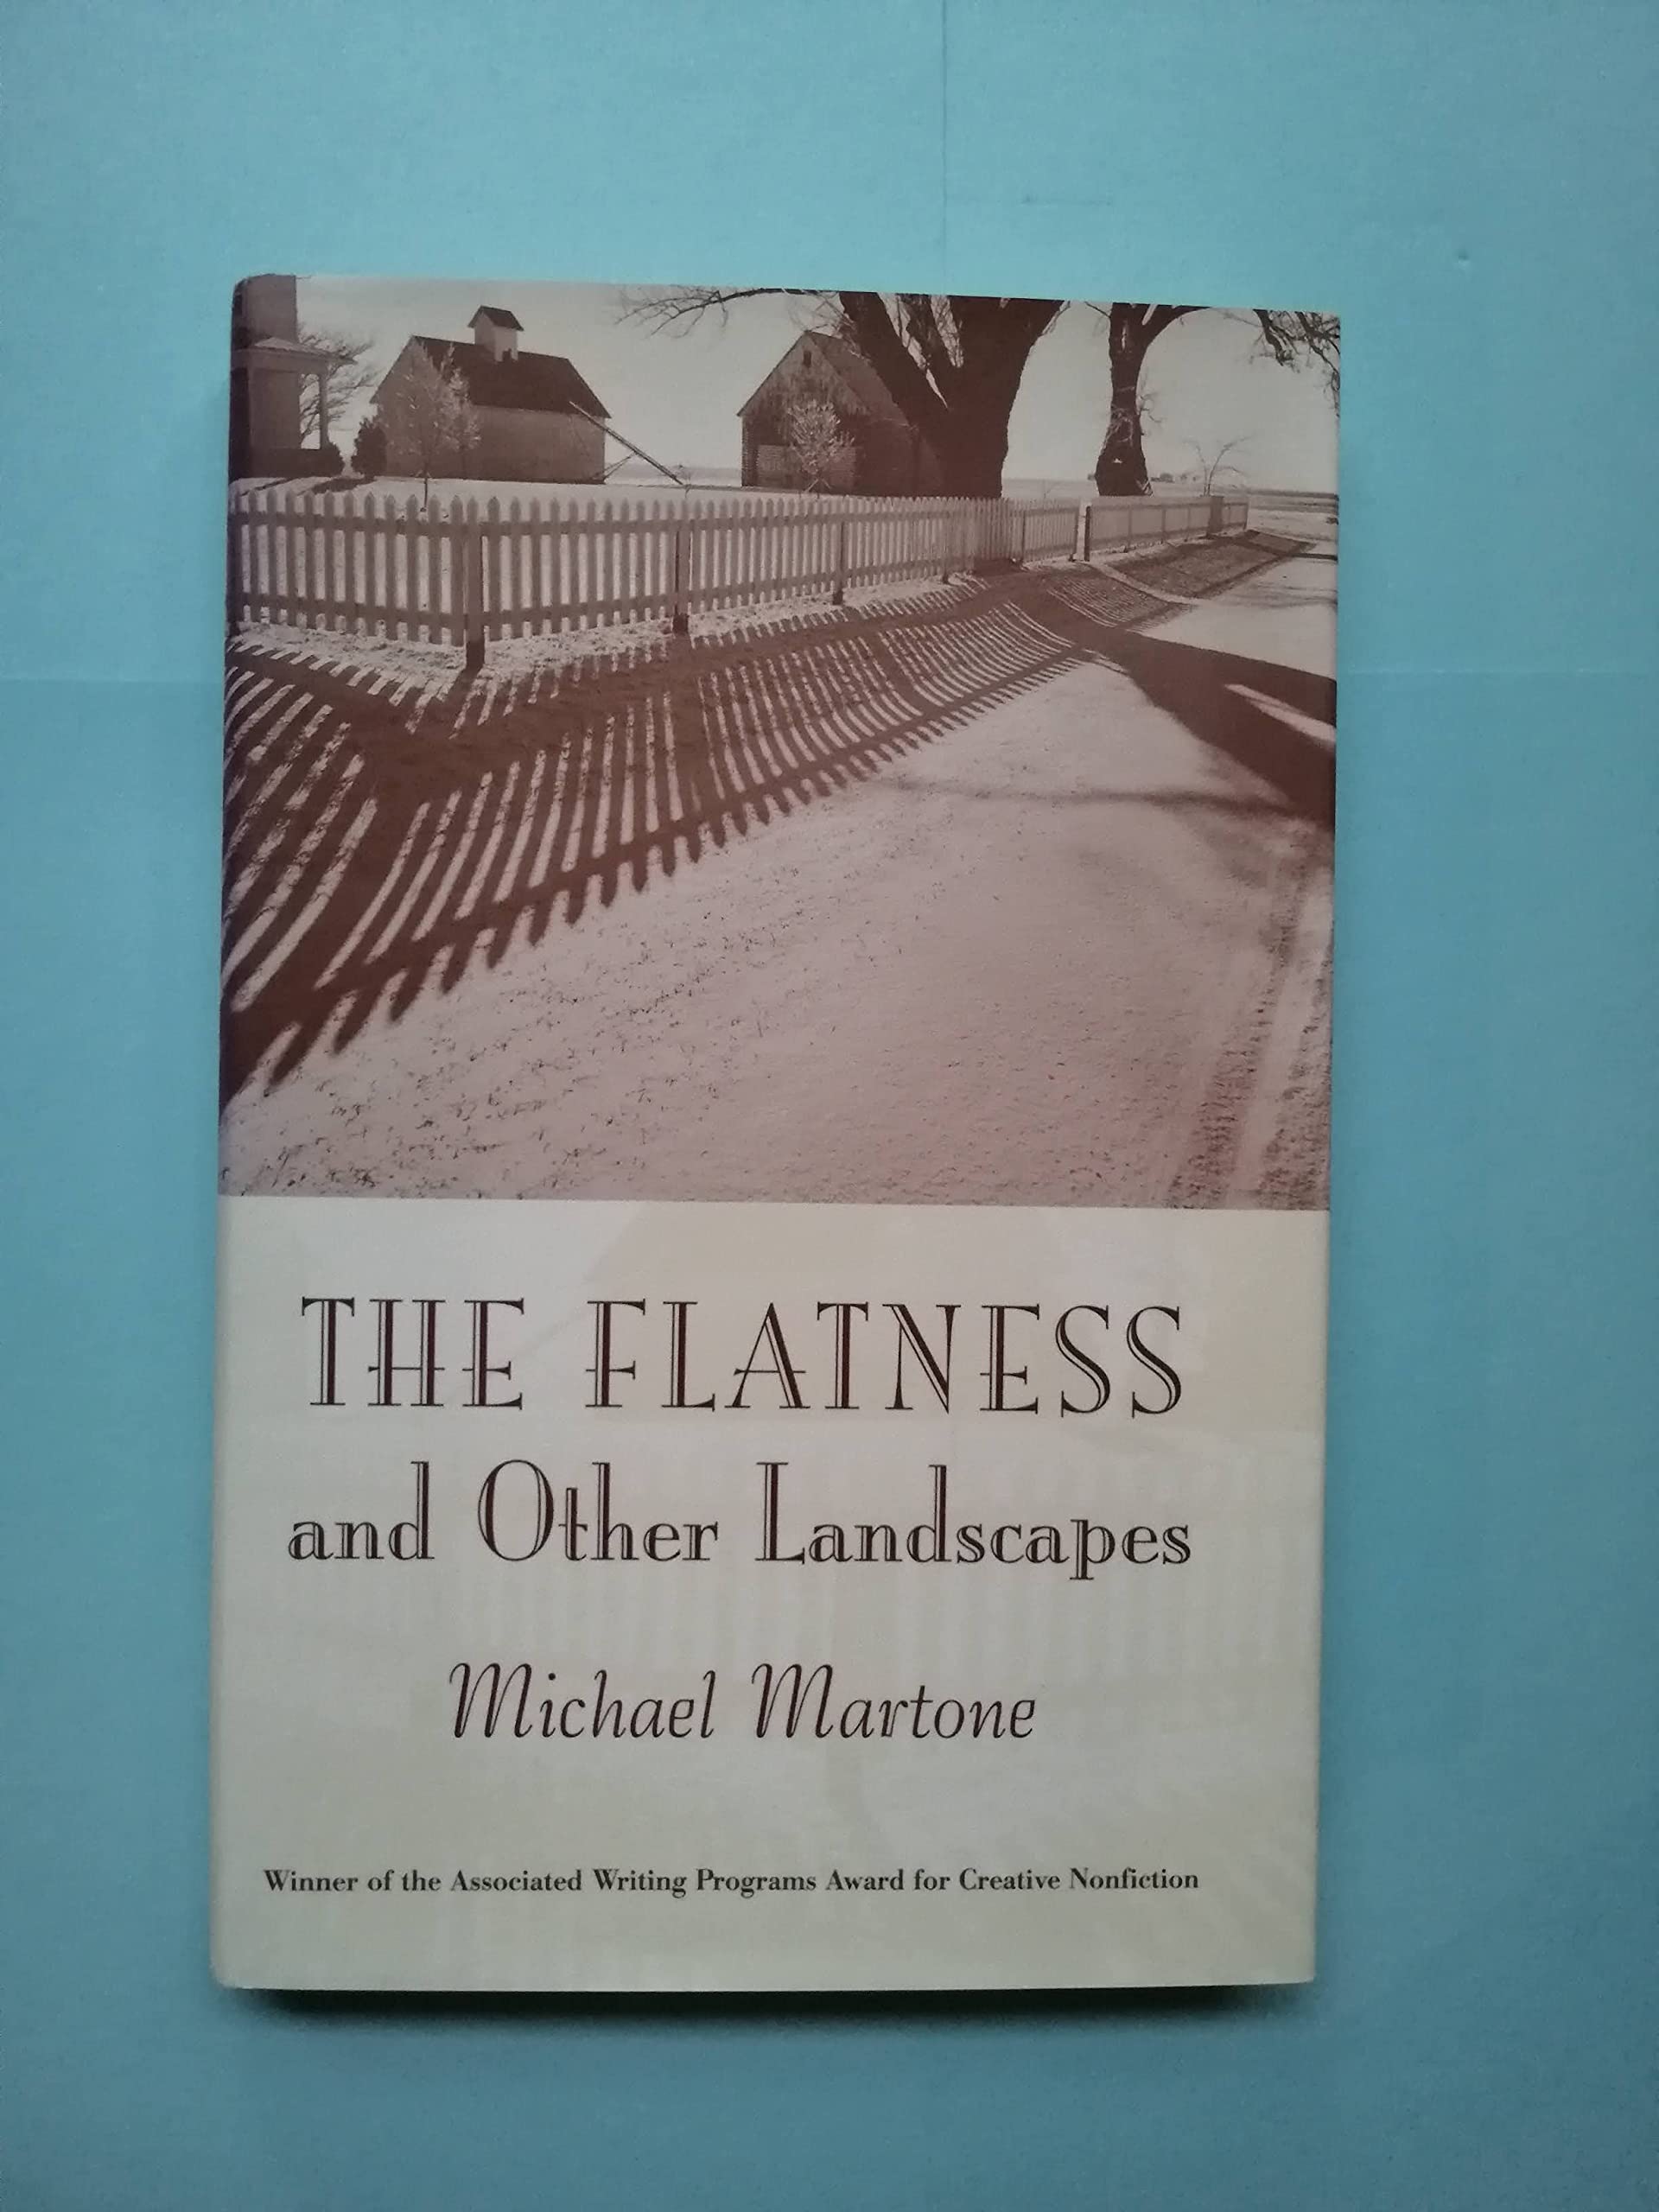 THE FLATNESS
and Other Landscapes
Michael Martone
Winner of the Associated Writing Programs Award for Creative Nonfiction